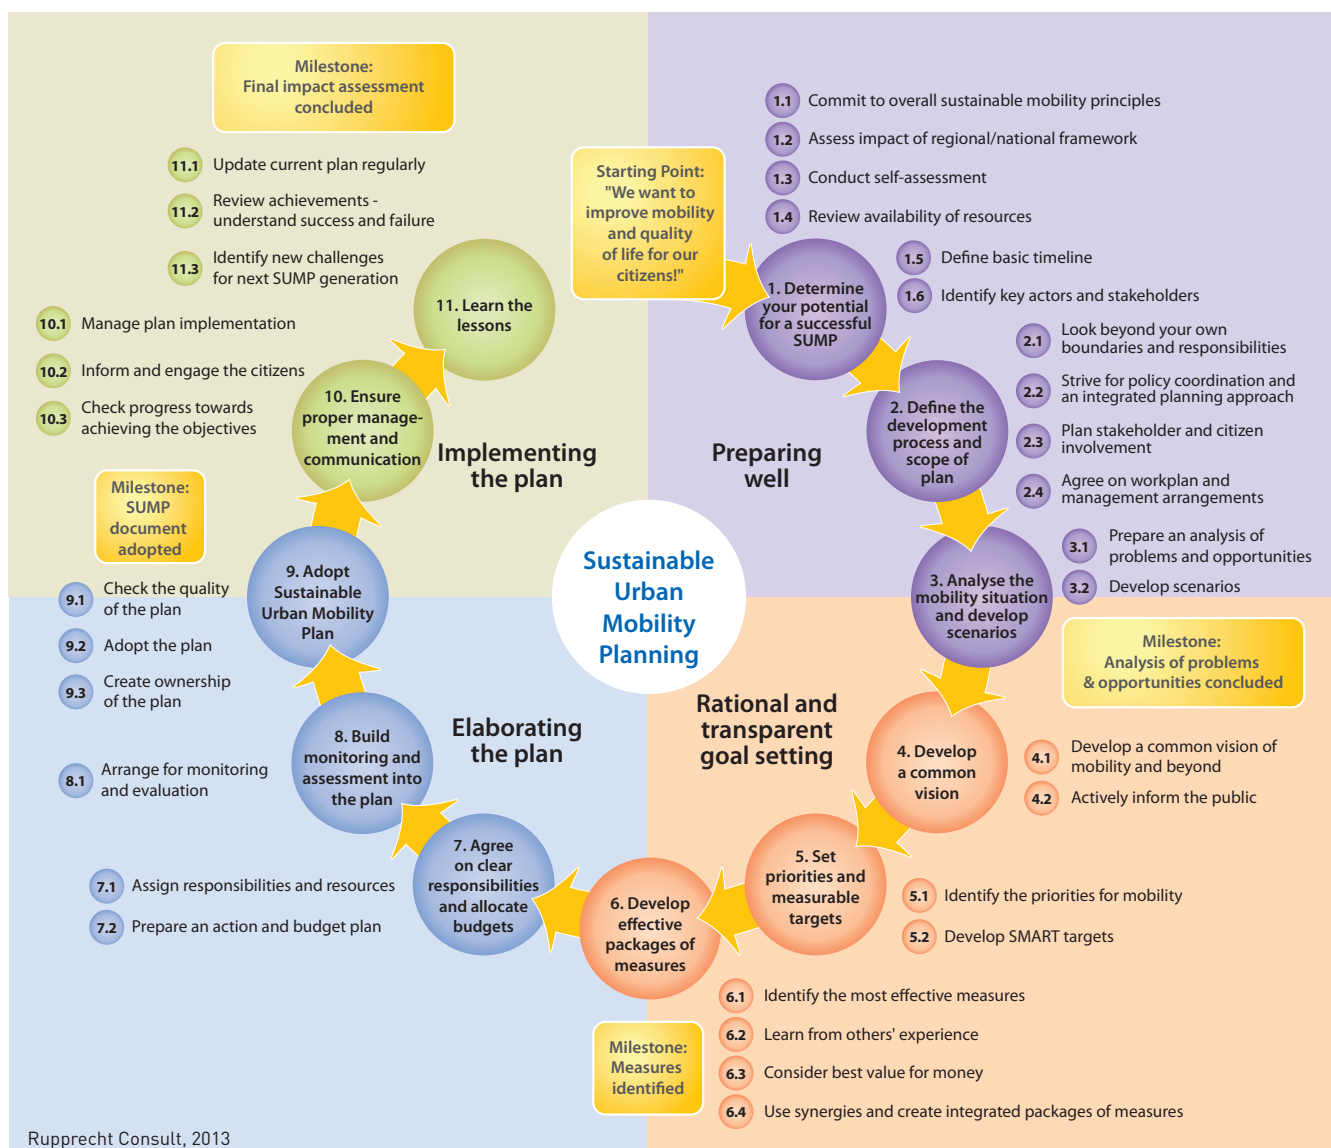 Starting Point:
"We want to
improve mobility
and quality
of life for our
citizens!"
1.1 Commit to overall sustainable mobility principles
1.2 Assess impact of regional/national framework
1.3 Conduct self-assessment
1.4 Review availability of resources
1.5 Define basic timeline
1.6 Identify key actors and stakeholders
1. Determine
your potential
for a successful
SUMP
2.1 Look beyond your own
boundaries and responsibilities
2.2 Strive for policy coordination and
an integrated planning approach
2.3 Plan stakeholder and citizen
involvement
2.4 Agree on workplan and
management arrangements
2. Define the
development
process and
scope of
plan
Preparing
well
3.1 Prepare an analysis of
problems and opportunities
3.2 Develop scenarios
3. Analyse the
mobility situation
and develop
scenarios
Milestone:
Analysis of problems
& opportunities concluded
Sustainable
Urban
Mobility
Planning
Rational and
transparent
goal setting
4. Develop
a common
vision
4.1 Develop a common vision of
mobility and beyond
4.2 Actively inform the public
5. Set
priorities and
measurable
targets
5.1 Identify the priorities for mobility
5.2 Develop SMART targets
6. Develop
effective
packages of
measures
6.1 Identify the most effective measures
6.2 Learn from others' experience
6.3 Consider best value for money
6.4 Use synergies and create integrated packages of measures
Milestone:
Measures
identified
Elaborating
the plan
7. Agree
on clear
responsibilities
and allocate
budgets
7.1 Assign responsibilities and resources
7.2 Prepare an action and budget plan
8. Build
monitoring and
assessment into
the plan
8.1 Arrange for monitoring
and evaluation
9. Adopt
Sustainable
Urban Mobility
Plan
9.1 Check the quality
of the plan
9.2 Adopt the plan
9.3 Create ownership
of the plan
Milestone:
SUMP
document
adopted
Implementing
the plan
10. Ensure
proper manage-
ment and
communication
10.1 Manage plan implementation
10.2 Inform and engage the citizens
10.3 Check progress towards
achieving the objectives
11. Learn the
lessons
11.1 Update current plan regularly
11.2 Review achievements -
understand success and failure
11.3 Identify new challenges
for next SUMP generation
Milestone:
Final impact assessment
concluded
Rupprecht Consult, 2013